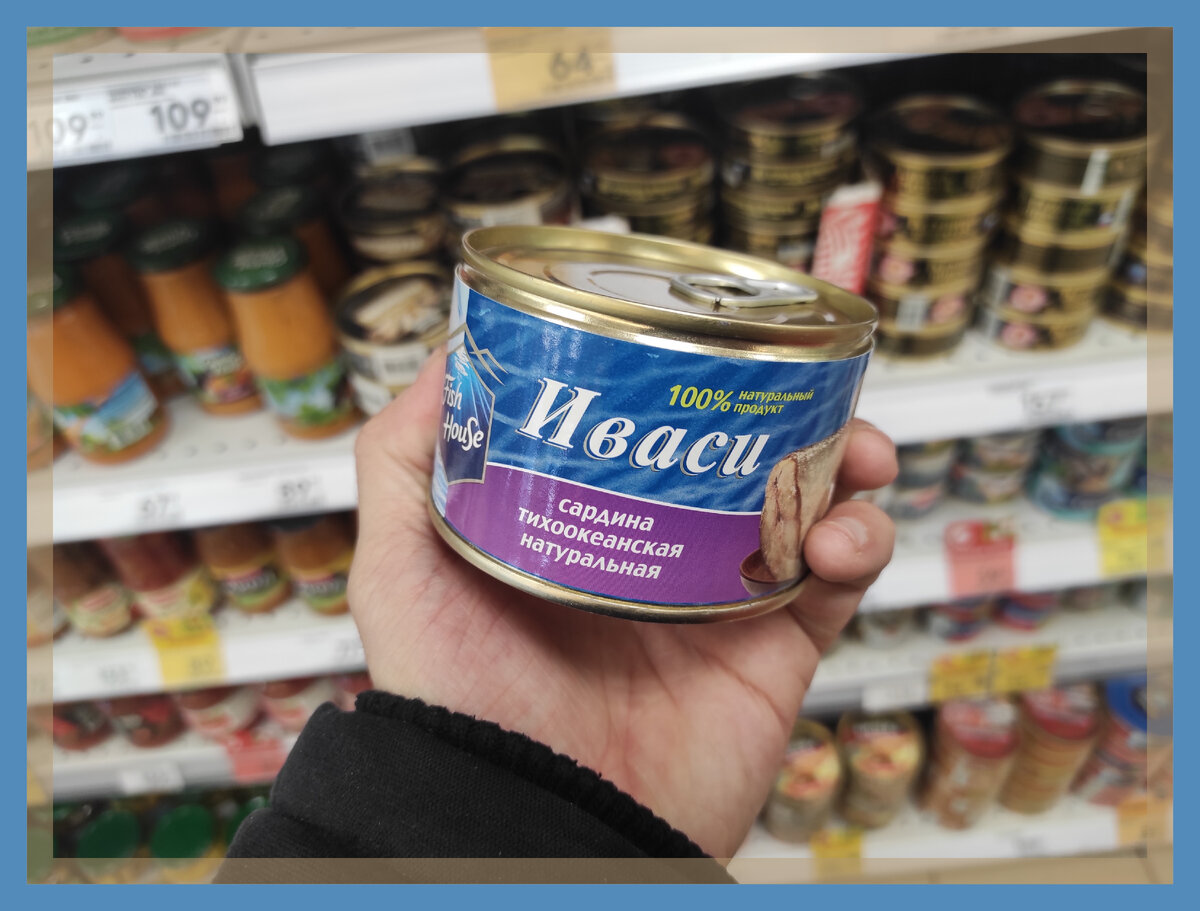 64
109
109
Fish
House
Иваси
100% натуральный
продукт
сардина
тихоокеанская
натуральная